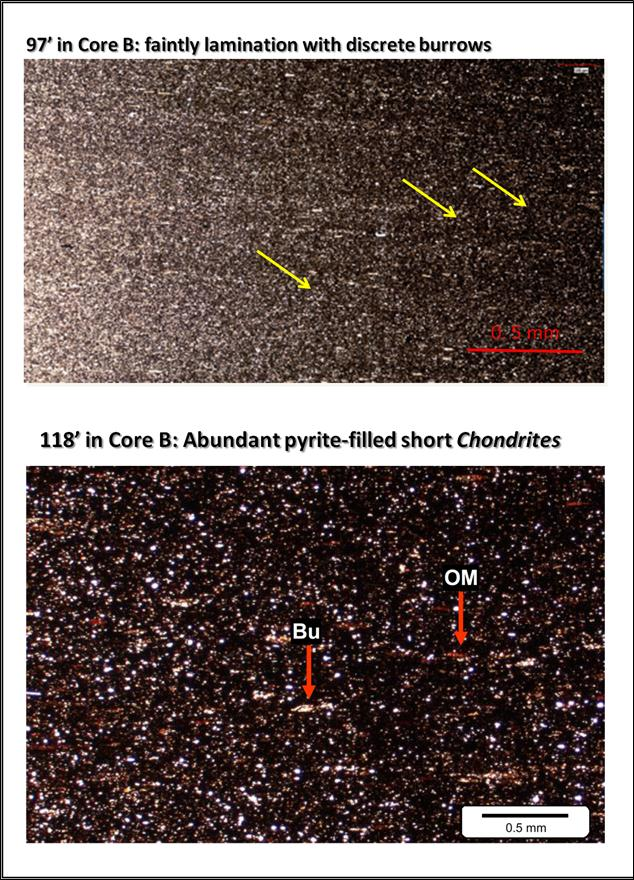 97’ in Core B: faintly lamination with discrete burrows
0. 5 mm
118’ in Core B: Abundant pyrite-filled short Chondrites
OM
Bu
0.5 mm